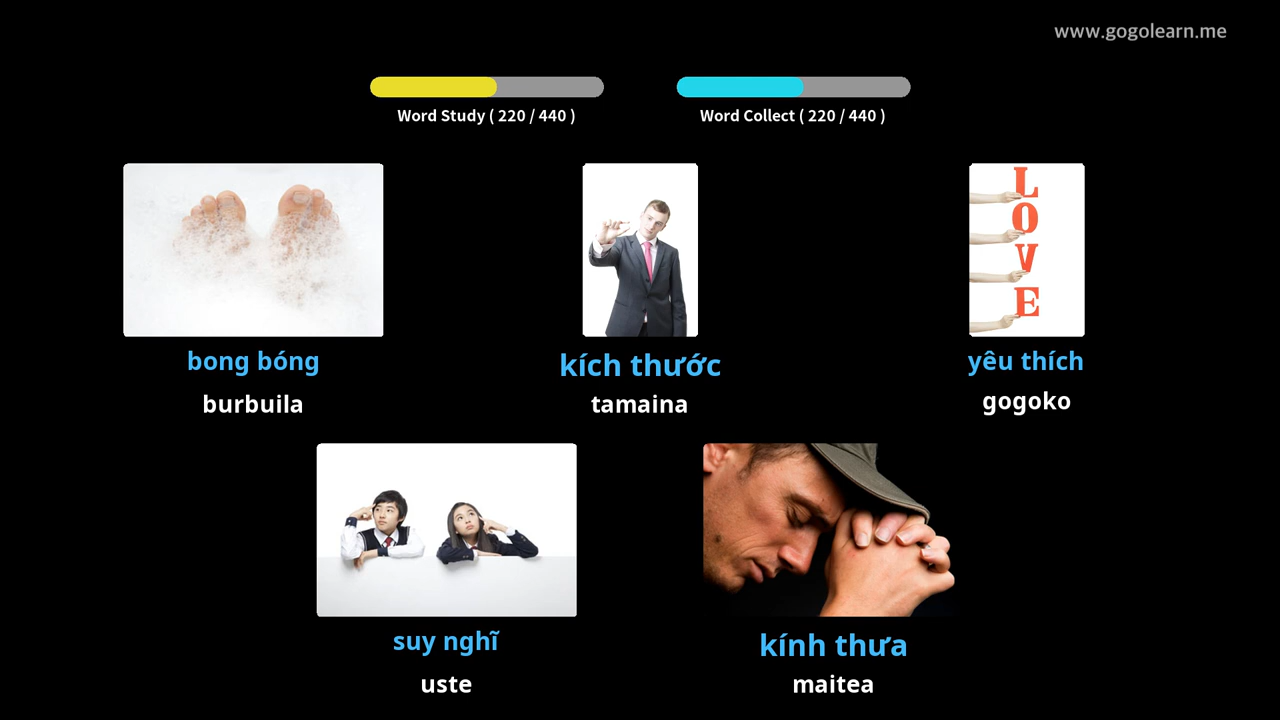 www.gogolearn.me
Word Study ( 220 / 440 )
Word Collect ( 220 / 440 )
L
O
V
E
bong bóng
burbuila
kích thước
tamaina
yêu thích
gogoko
suy nghĩ
uste
kính thưa
maitea